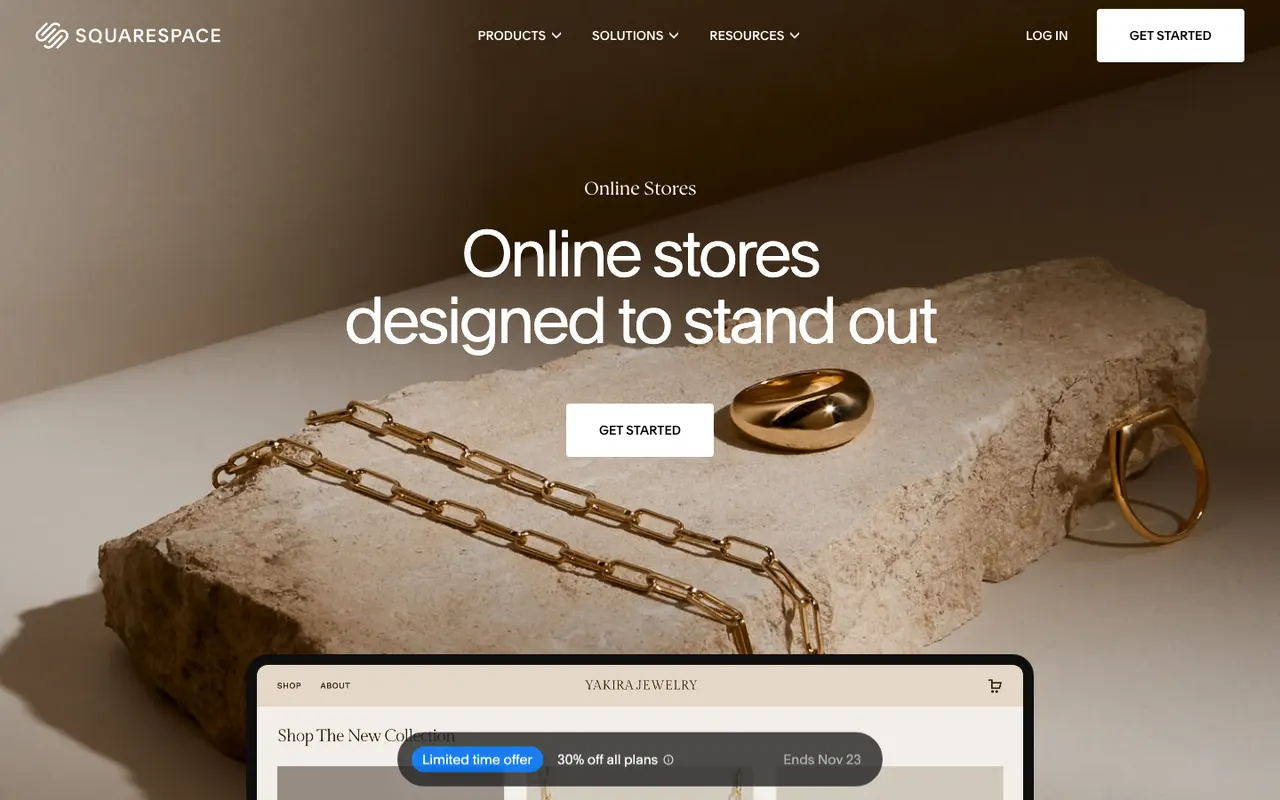 SQUARESPACE
PRODUCTS
SOLUTIONS
RESOURCES
LOG IN
GET STARTED
Online Stores
Online stores
designed to stand out
GET STARTED
SHOP
ABOUT
YAKIRA JEWELRY
Shop The New Collection
Limited time offer
30% off all plans
Ends Nov 23